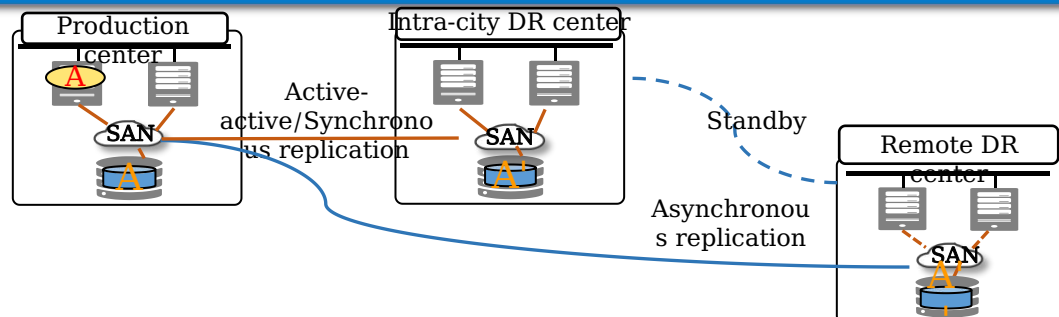 Production
center
A
SAN
A
Active-
active/Synchrono
us replication
Intra-city DR center
SAN
A
Standby
Asynchronou
s replication
Remote DR
center
SAN
A